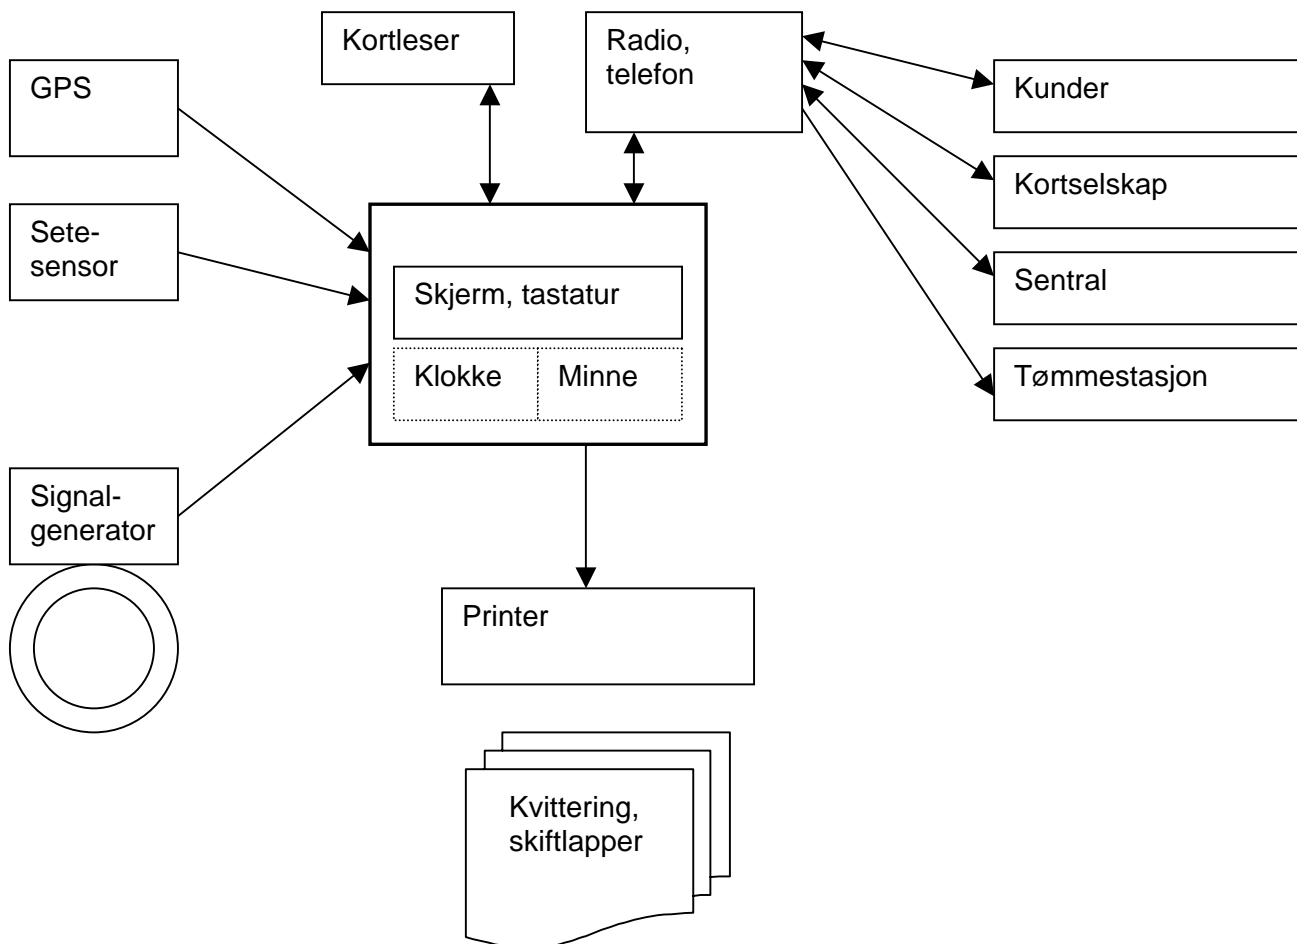 Kortleser
Radio,
telefon
GPS
Kunder
Kortselskap
Sete-
sensor
Sentral
Skjerm, tastatur
Klokke
Minne
Tømmestasjon
Signal-
generator
Printer
Kvittering,
skiftlapper